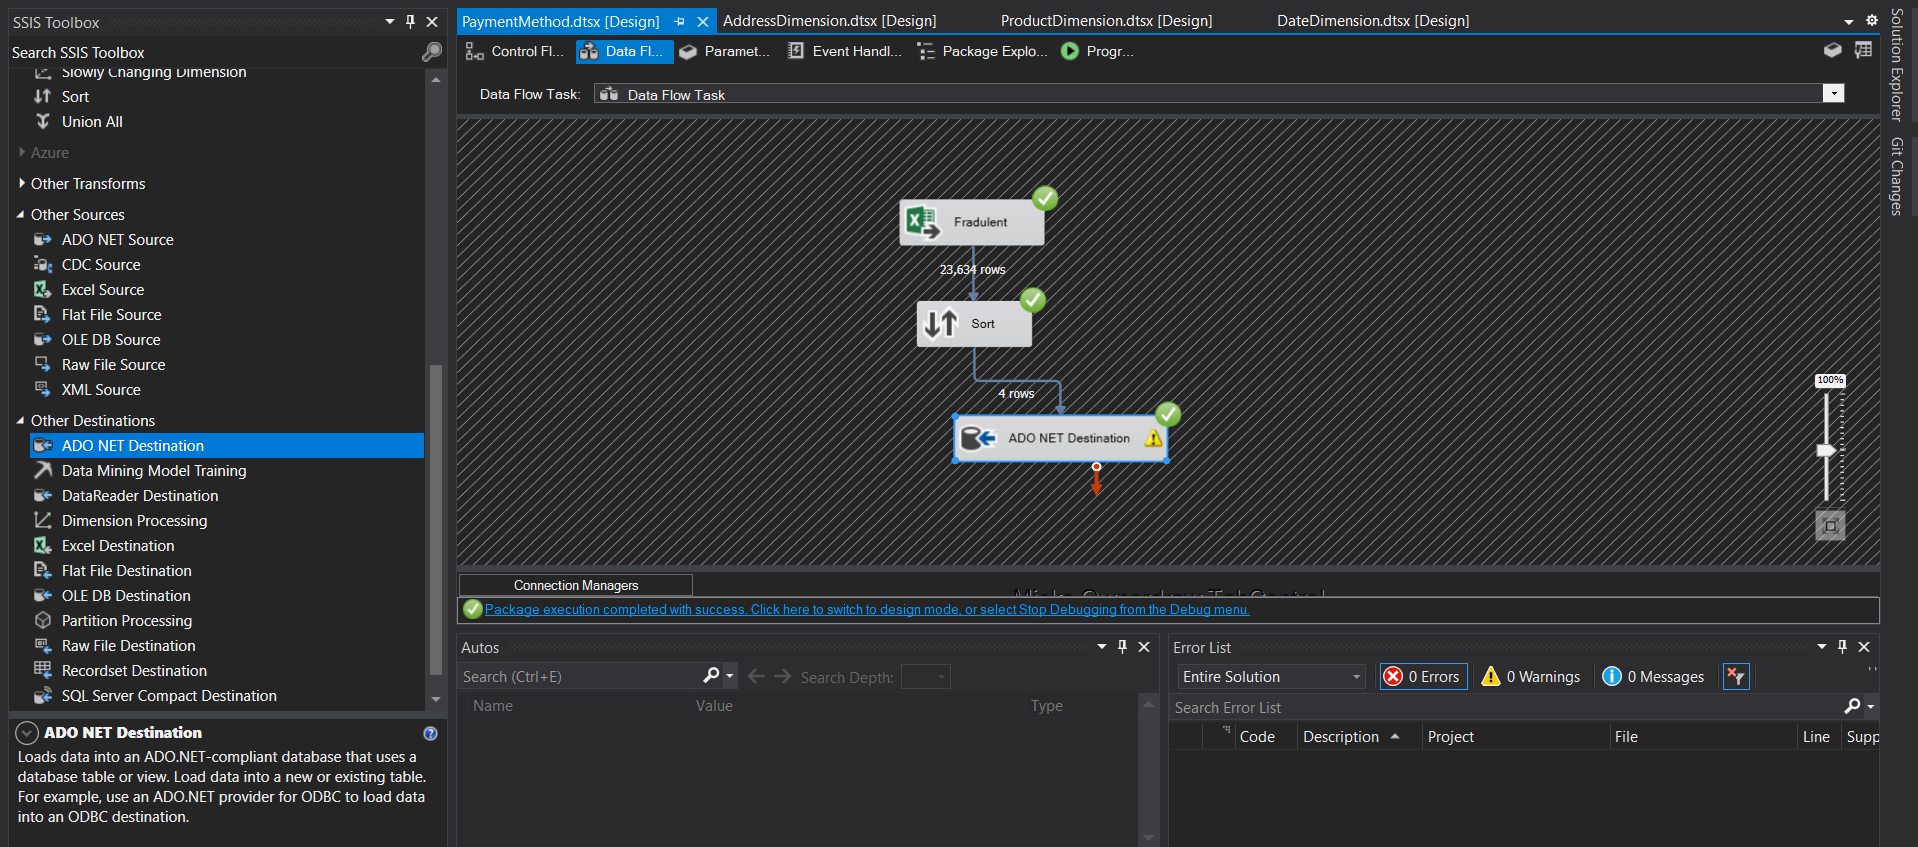 SSIS Toolbox
Search SSIS Toolbox
Slowly Changing Dimension
Sort
Union All
Azure
Other Transforms
Other Sources
ADO NET Source
CDC Source
Excel Source
Flat File Source
OLE DB Source
Raw File Source
XML Source
Other Destinations
ADO NET Destination
Data Mining Model Training
DataReader Destination
Dimension Processing
Excel Destination
Flat File Destination
OLE DB Destination
Partition Processing
Raw File Destination
Recordset Destination
SQL Server Compact Destination
ADO NET Destination
Loads data into an ADO.NET-compliant database that uses a
database table or view. Load data into a new or existing table.
For example, use an ADO.NET provider for ODBC to load data
into an ODBC destination.
PaymentMethod.dtsx [Design] AddressDimension.dtsx [Design] ProductDimension.dtsx [Design] DateDimension.dtsx [Design]
Control Fl... Data Fl... Paramet... Event Handl... Package Explo... Progr...
Data Flow Task: Data Flow Task
Fradulent
23,634 rows
Sort
4 rows
ADO NET Destination
100%
Connection Managers
Package execution completed with success. Click here to switch to design mode, or select Stop Debugging from the Debug menu.
Autos
Search (Ctrl+E) Search Depth:
Name Value Type
Error List
Entire Solution 0 Errors 0 Warnings 0 Messages
Search Error List
Code Description Project File Line Supp
Solution Explorer
Git Changes